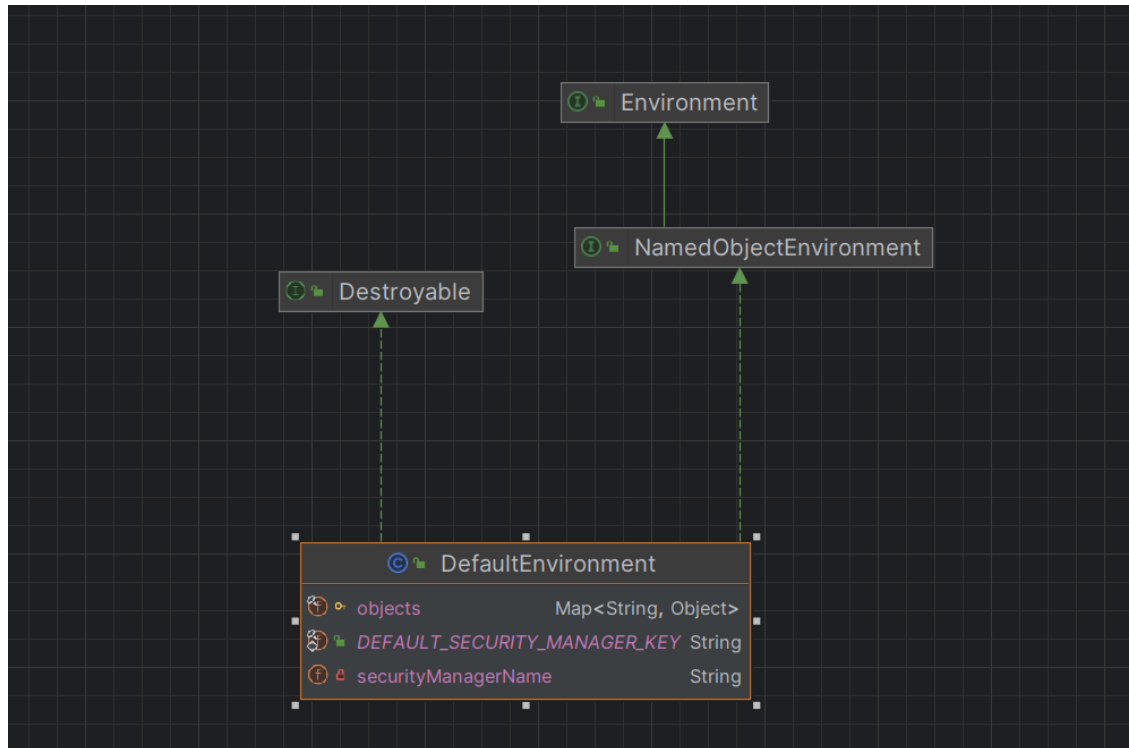 Environment
NamedObjectEnvironment
Destroyable
DefaultEnvironment
objects Map<String, Object>
DEFAULT_SECURITY_MANAGER_KEY String
securityManagerName String